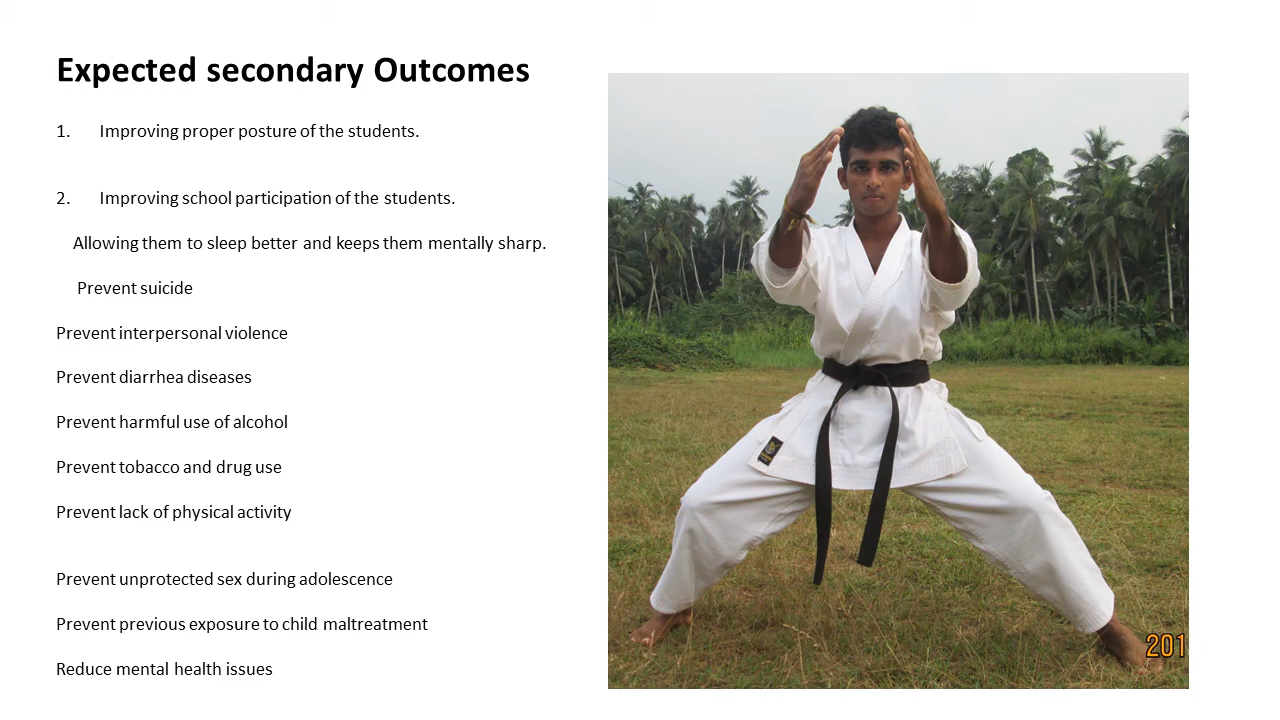 Expected secondary Outcomes
1. Improving proper posture of the students.
2. Improving school participation of the students.
Allowing them to sleep better and keeps them mentally sharp.
Prevent suicide
Prevent interpersonal violence
Prevent diarrhea diseases
Prevent harmful use of alcohol
Prevent tobacco and drug use
Prevent lack of physical activity
Prevent unprotected sex during adolescence
Prevent previous exposure to child maltreatment
Reduce mental health issues
201